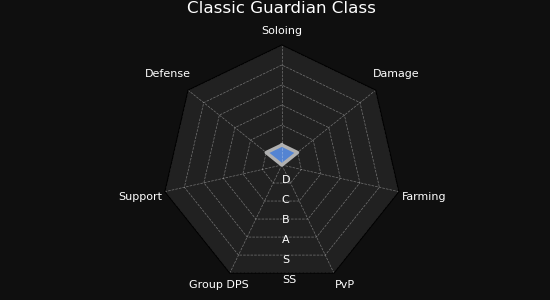 Classic Guardian Class
Soloing
Defense
Damage
Support
Farming
D
C
B
A
S
SS
Group DPS
PvP